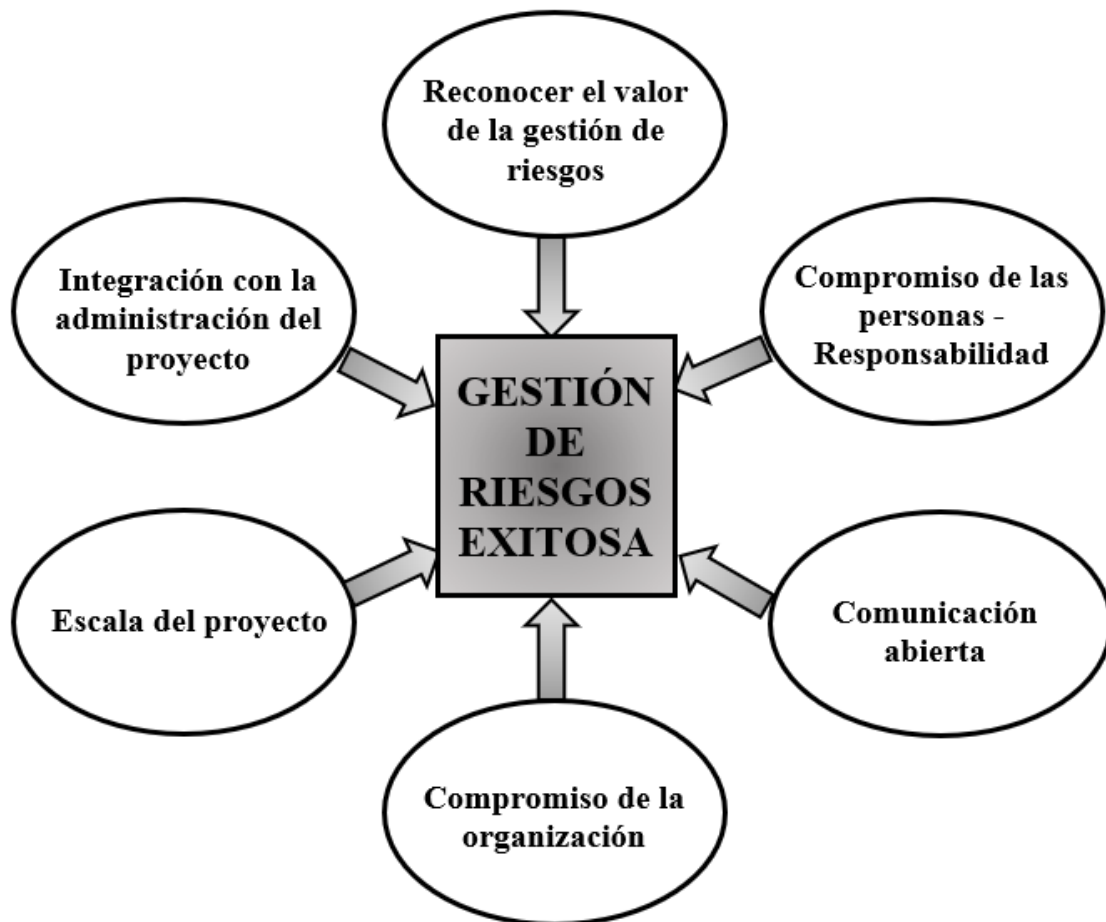 Reconocer el valor
de la gestión de
riesgos
Integración con la
administración del
proyecto
Compromiso de las
personas -
Responsabilidad
GESTIÓN
DE
RIESGOS
EXITOSA
Escala del proyecto
Comunicación
abierta
Compromiso de la
organización